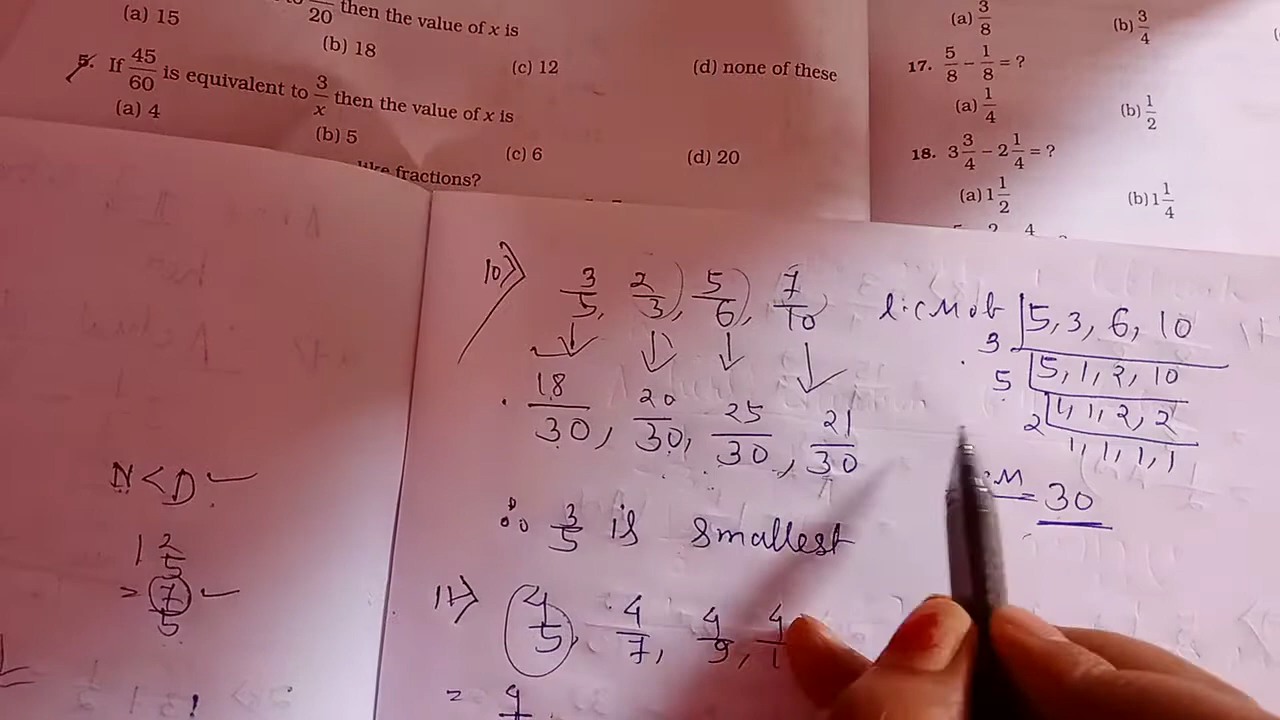 20 then the value of x is
(a) 15
(b) 18
(c) 12
(d) none of these
5. If 45/60 is equivalent to 3/x then the value of x is
(a) 4
(b) 5
(c) 6
(d) 20
like fractions?
(a) 3/8
(b) 3/4
17. 5/8 − 1/8 = ?
(a) 1/4
(b) 1/2
18. 3 3/4 − 2 1/4 = ?
(a) 1 1/2
(b) 1 1/4
10) 3/5, 2/3, 5/6, 7/10,
18/30, 20/30, 25/30, 21/30
∴ 3/5 is smallest
L.C.M of 5, 3, 6, 10
3 5, 1, 2, 10
5 1, 1, 2, 2
2 1, 1, 1, 1
M = 30
11) 4/5, 4/7, 4/9,
N < D
1 2/5
= 7/5